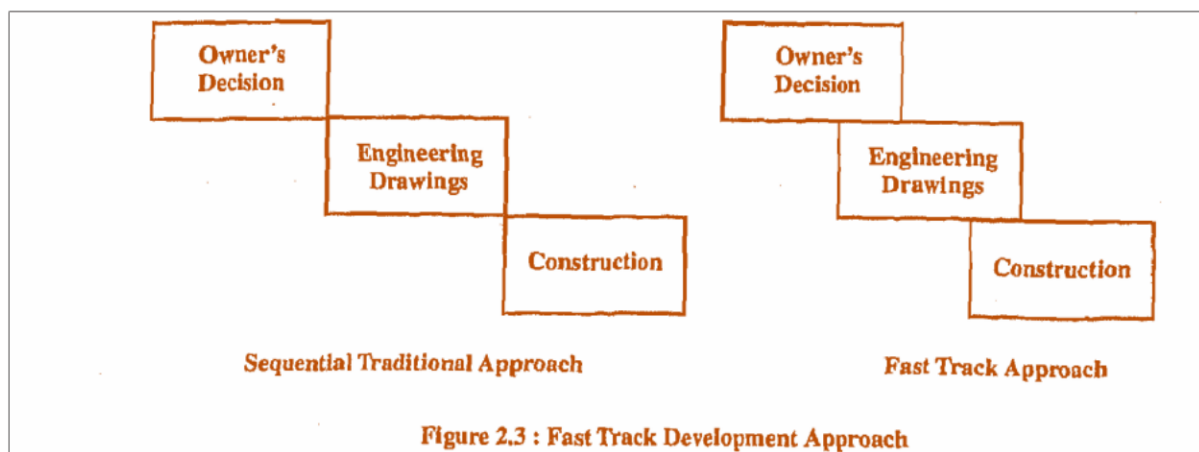 Owner's
Decision
Engineering
Drawings
Construction
Sequential Traditional Approach
Owner's
Decision
Engineering
Drawings
Construction
Fast Track Approach
Figure 2.3 : Fast Track Development Approach